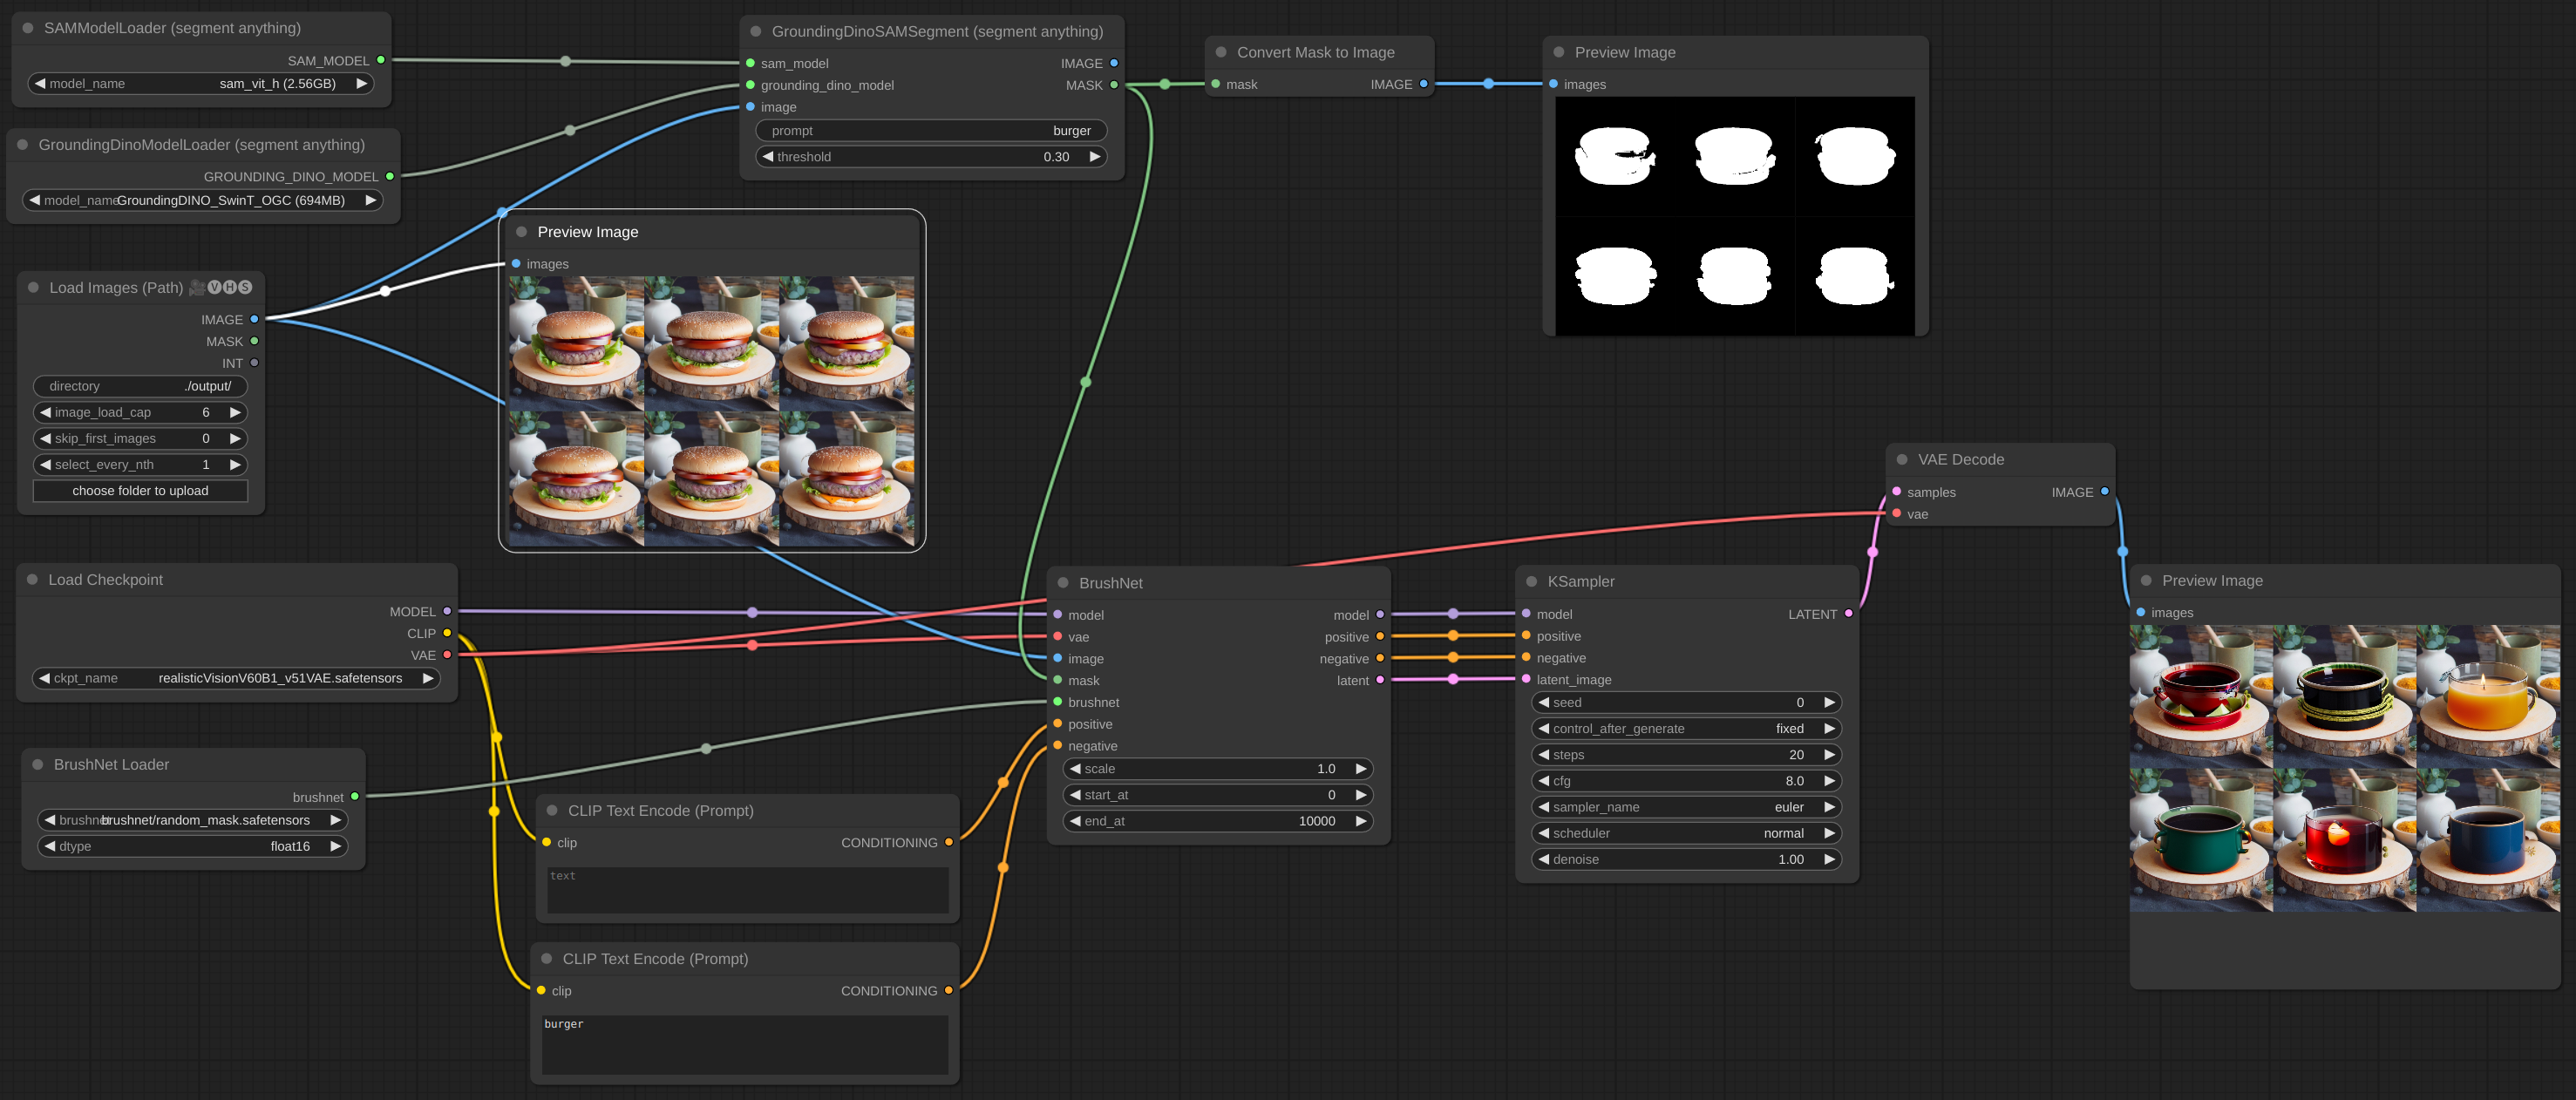 SAMModelLoader (segment anything)
SAM_MODEL
model_name sam_vit_h (2.56GB)
GroundingDinoModelLoader (segment anything)
GROUNDING_DINO_MODEL
model_name GroundingDINO_SwinT_OGC (694MB)
Load Images (Path) 🎥🅥🅗🅢
IMAGE
MASK
INT
directory ./output/
image_load_cap 6
skip_first_images 0
select_every_nth 1
choose folder to upload
Preview Image
images
GroundingDinoSAMSegment (segment anything)
sam_model IMAGE
grounding_dino_model MASK
image
prompt burger
threshold 0.30
Convert Mask to Image
mask IMAGE
Preview Image
images
Load Checkpoint
MODEL
CLIP
VAE
ckpt_name realisticVisionV60B1_v51VAE.safetensors
BrushNet Loader
brushnet
brushnet/random_mask.safetensors
dtype float16
CLIP Text Encode (Prompt)
clip CONDITIONING
text
CLIP Text Encode (Prompt)
clip CONDITIONING
burger
BrushNet
model model
vae positive
image negative
mask latent
brushnet
positive
negative
scale 1.0
start_at 0
end_at 10000
KSampler
model LATENT
positive
negative
latent_image
seed 0
control_after_generate fixed
steps 20
cfg 8.0
sampler_name euler
scheduler normal
denoise 1.00
VAE Decode
samples IMAGE
vae
Preview Image
images